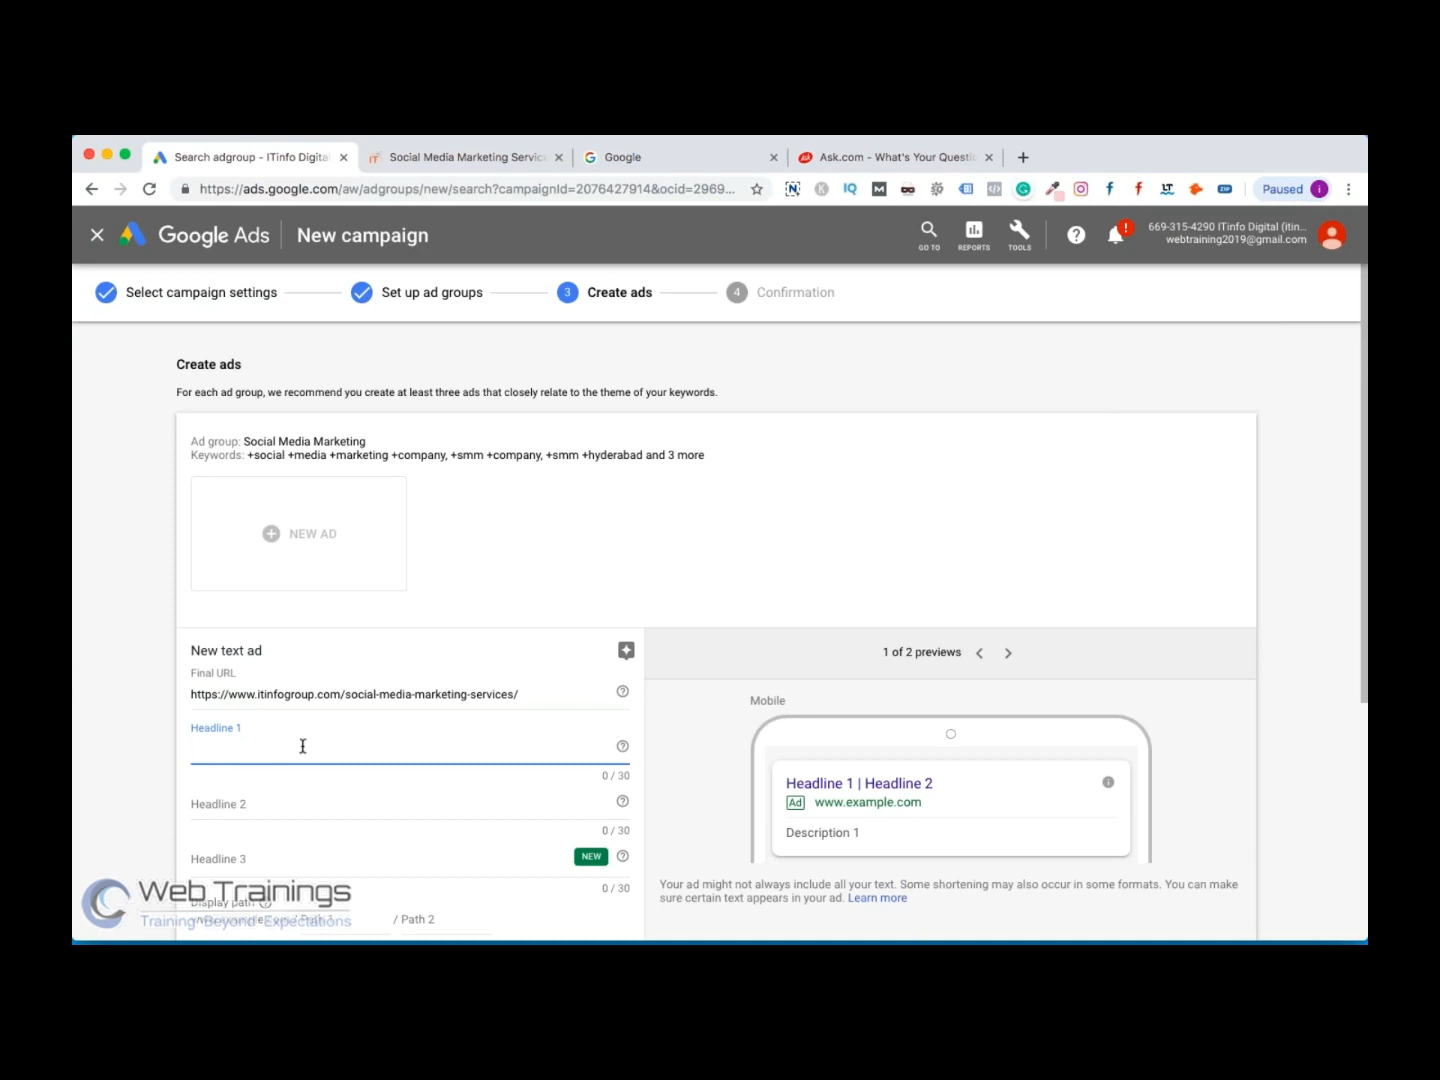 Search adgroup - ITinfo Digita
Social Media Marketing Servic
Google
Ask.com - What's Your Questi
https://ads.google.com/aw/adgroups/new/search?campaignId=2076427914&ocid=2969...
Paused
i
Google Ads
New campaign
GO TO
REPORTS
TOOLS
669-315-4290 ITinfo Digital (itin...
webtraining2019@gmail.com
Select campaign settings
Set up ad groups
3
Create ads
4
Confirmation
Create ads
For each ad group, we recommend you create at least three ads that closely relate to the theme of your keywords.
Ad group: Social Media Marketing
Keywords: +social +media +marketing +company, +smm +company, +smm +hyderabad and 3 more
NEW AD
New text ad
Final URL
https://www.itinfogroup.com/social-media-marketing-services/
Headline 1
0 / 30
Headline 2
0 / 30
Headline 3
NEW
0 / 30
Display path
www.example.com / Path 1 / Path 2
1 of 2 previews
Mobile
Headline 1 | Headline 2
Ad www.example.com
Description 1
Your ad might not always include all your text. Some shortening may also occur in some formats. You can make
sure certain text appears in your ad. Learn more
Web Trainings
Training Beyond Expectations